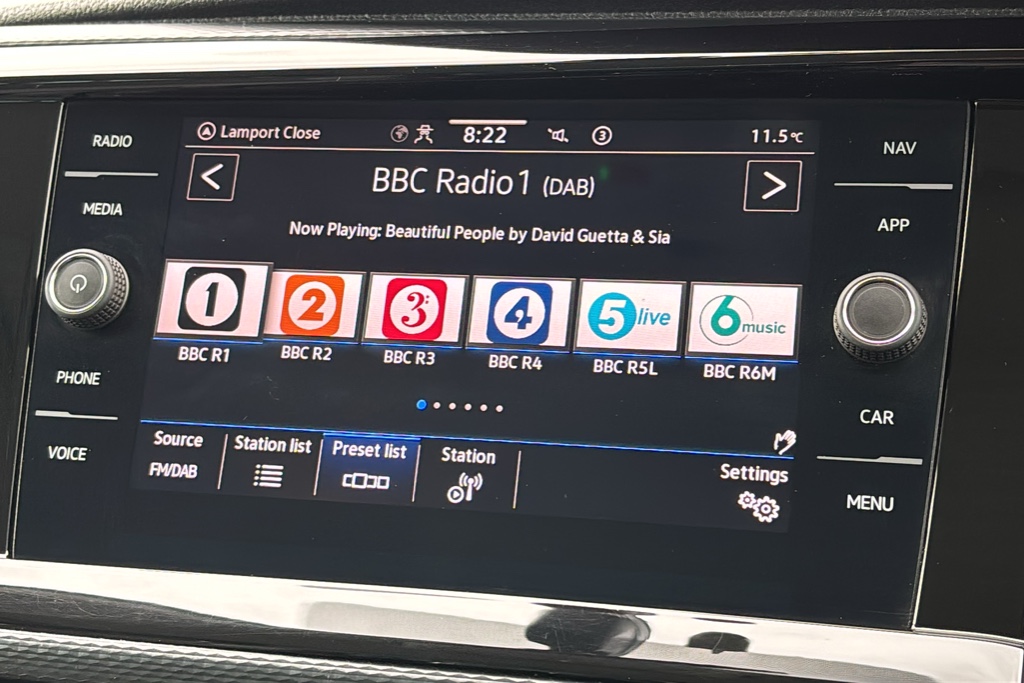 RADIO
MEDIA
PHONE
VOICE
Lamport Close
8:22
3
11.5°C
<
BBC Radio1 (DAB)
>
Now Playing: Beautiful People by David Guetta & Sia
1
2
3
4
5 live
6 music
BBC R1
BBC R2
BBC R3
BBC R4
BBC R5L
BBC R6M
Source
FM/DAB
Station list
Preset list
Station
Settings
NAV
APP
CAR
MENU